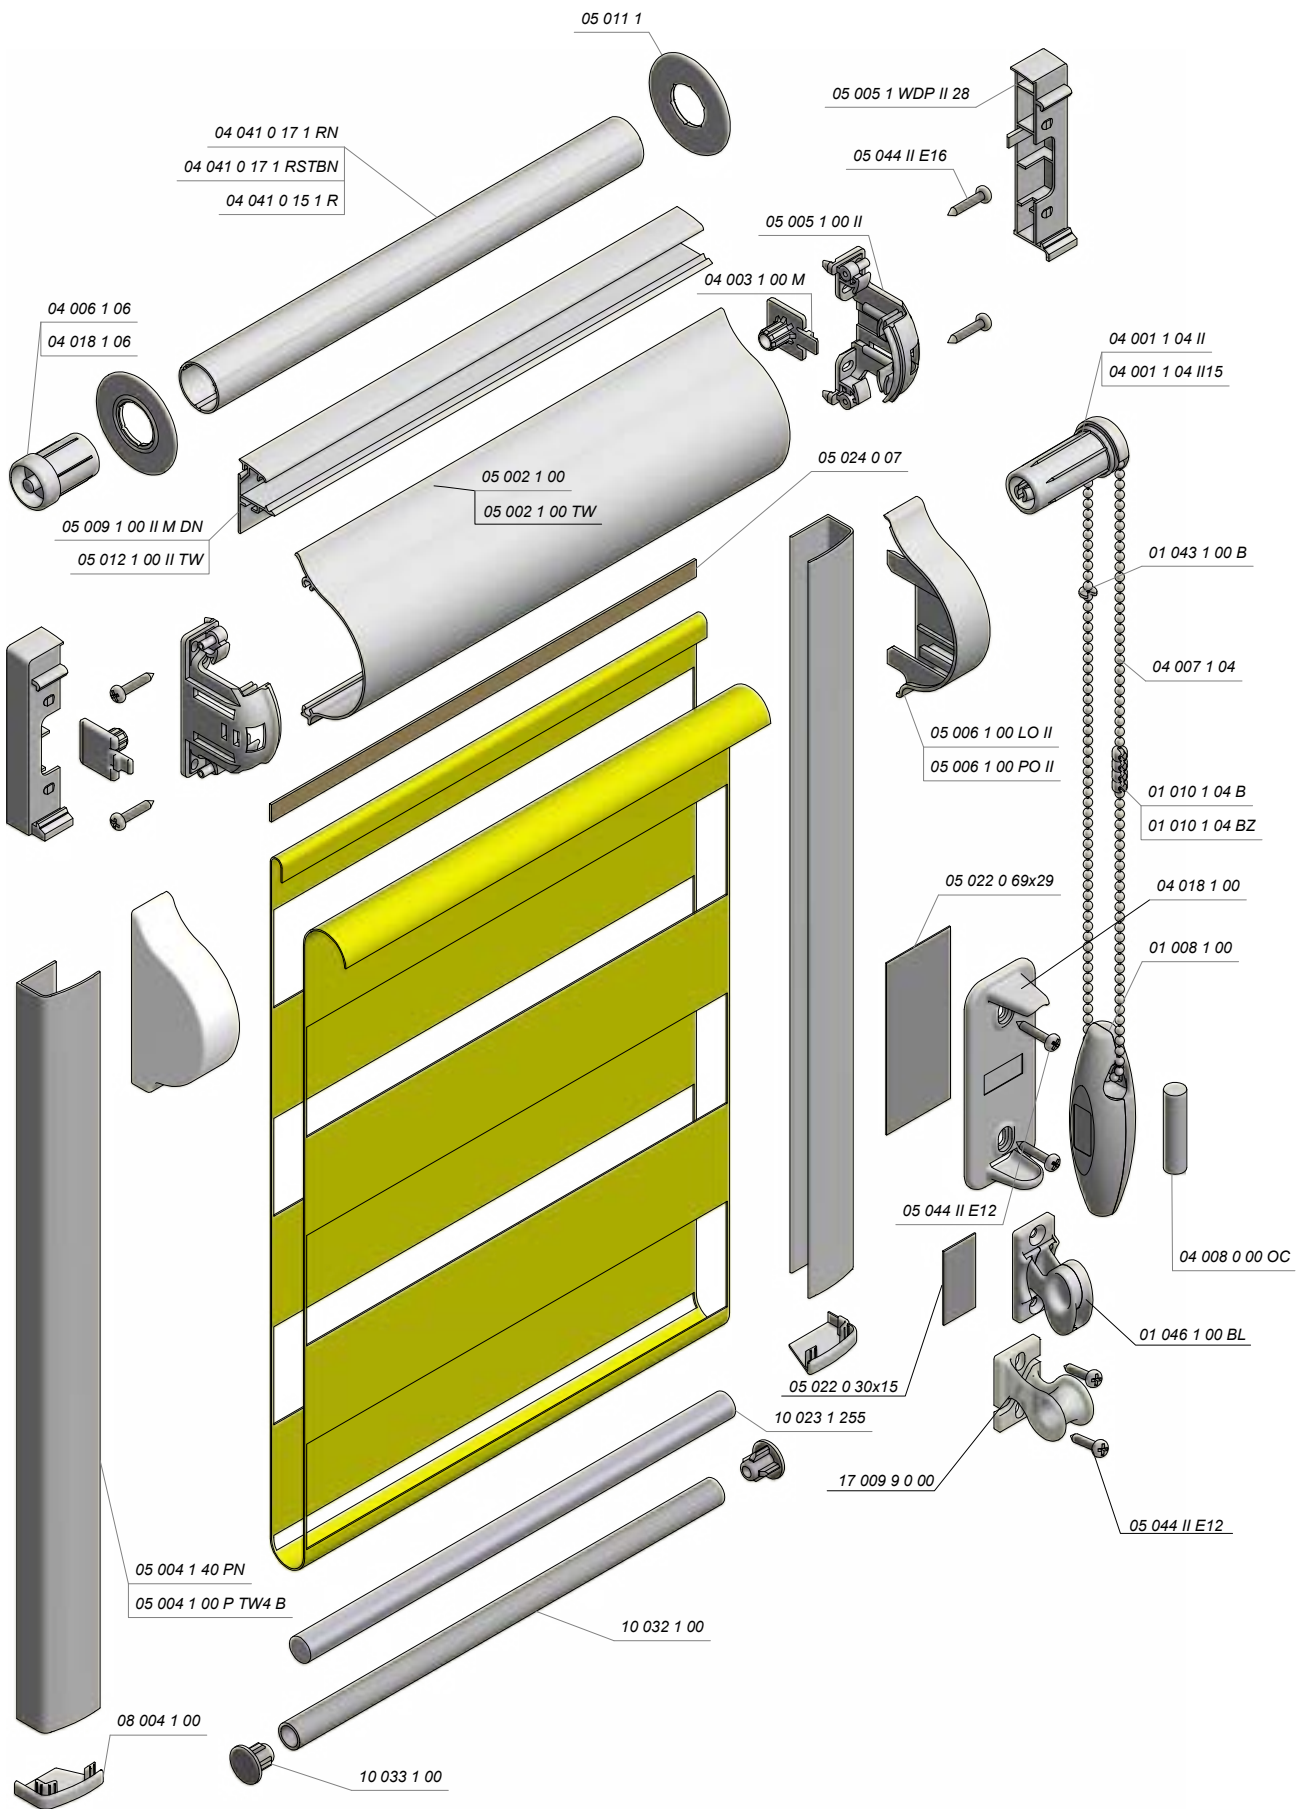 05 011 1
05 005 1 WDP II 28
04 041 0 17 1 RN
04 041 0 17 1 RSTBN
04 041 0 15 1 R
05 044 II E16
05 005 1 00 II
04 003 1 00 M
04 006 1 06
04 018 1 06
04 001 1 04 II
04 001 1 04 II15
05 024 0 07
05 002 1 00
05 002 1 00 TW
05 009 1 00 II M DN
05 012 1 00 II TW
01 043 1 00 B
04 007 1 04
05 006 1 00 LO II
05 006 1 00 PO II
01 010 1 04 B
01 010 1 04 BZ
05 022 0 69x29
04 018 1 00
01 008 1 00
05 044 II E12
04 008 0 00 OC
01 046 1 00 BL
05 022 0 30x15
10 023 1 255
17 009 9 0 00
05 044 II E12
05 004 1 40 PN
05 004 1 00 P TW4 B
10 032 1 00
08 004 1 00
10 033 1 00